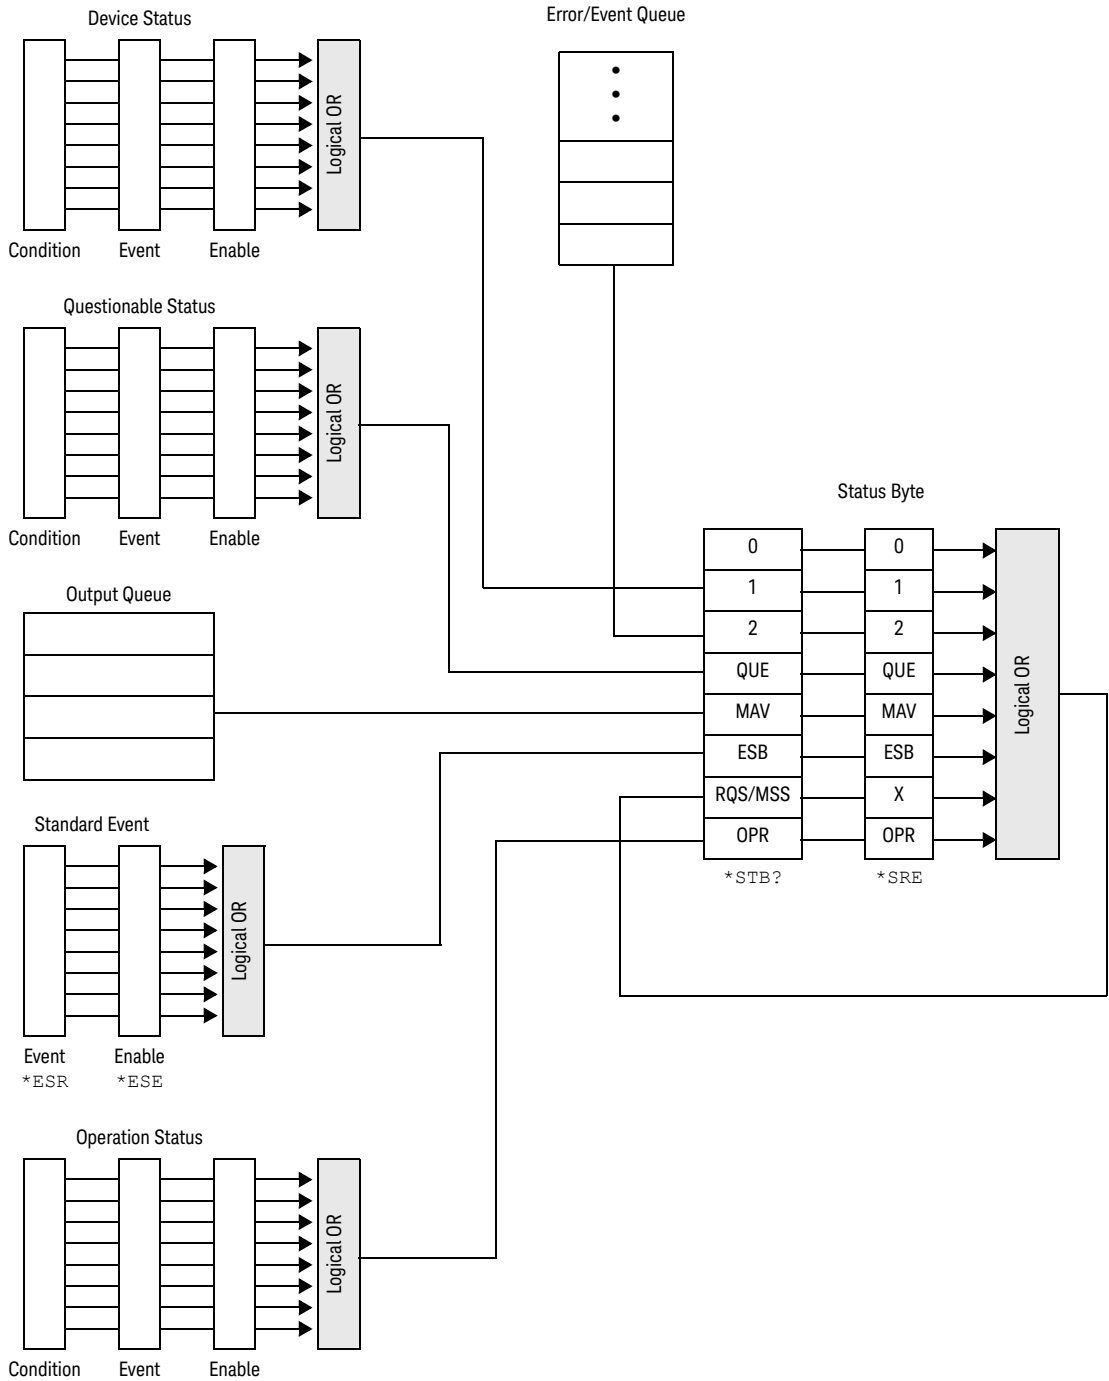 Device Status
Logical OR
Condition Event Enable
Error/Event Queue
Questionable Status
Logical OR
Condition Event Enable
Output Queue
Standard Event
Logical OR
Event Enable
*ESR *ESE
Operation Status
Logical OR
Condition Event Enable
Status Byte
0 0
1 1
2 2
QUE QUE
MAV MAV
ESB ESB
RQS/MSS X
OPR OPR
Logical OR
*STB? *SRE